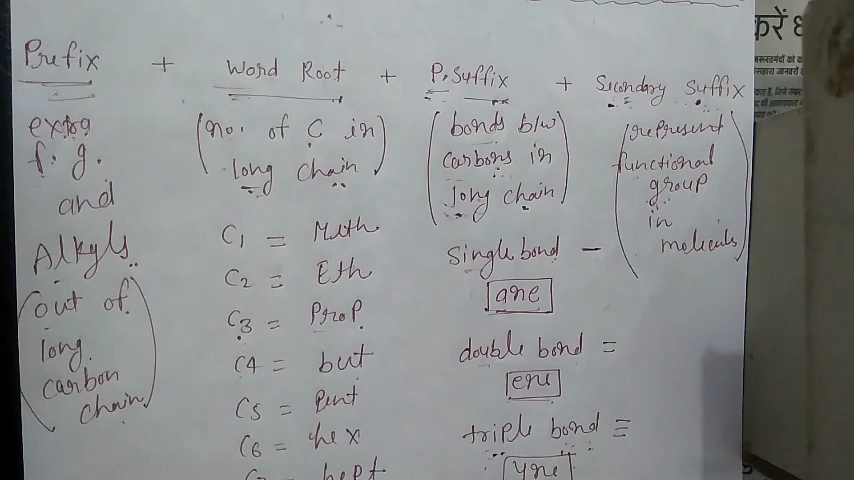 Prefix + Word Root + P. Suffix + Secondary Suffix
extra
f. g.
and
Alkyls
(out of
long
carbon
chain)
(no. of C in
long chain)
C1 = Meth
C2 = Eth
C3 = Prop
C4 = but
C5 = Pent
C6 = hex
hept
(bonds b/w
carbons in
long chain)
single bond –
ane
double bond =
ene
triple bond ≡
yne
(represent
functional
group
in
molecule)
करें